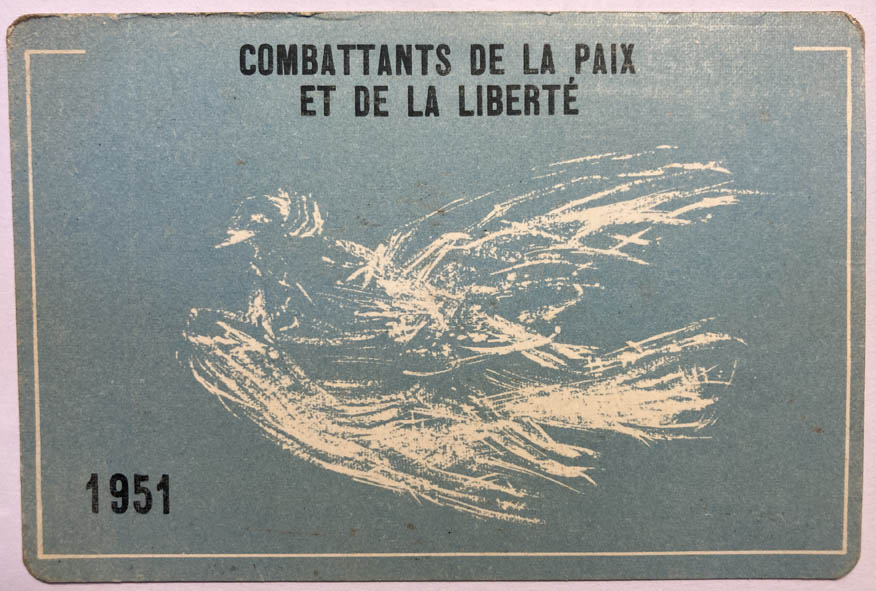 COMBATTANTS DE LA PAIX
ET DE LA LIBERTÉ
1951